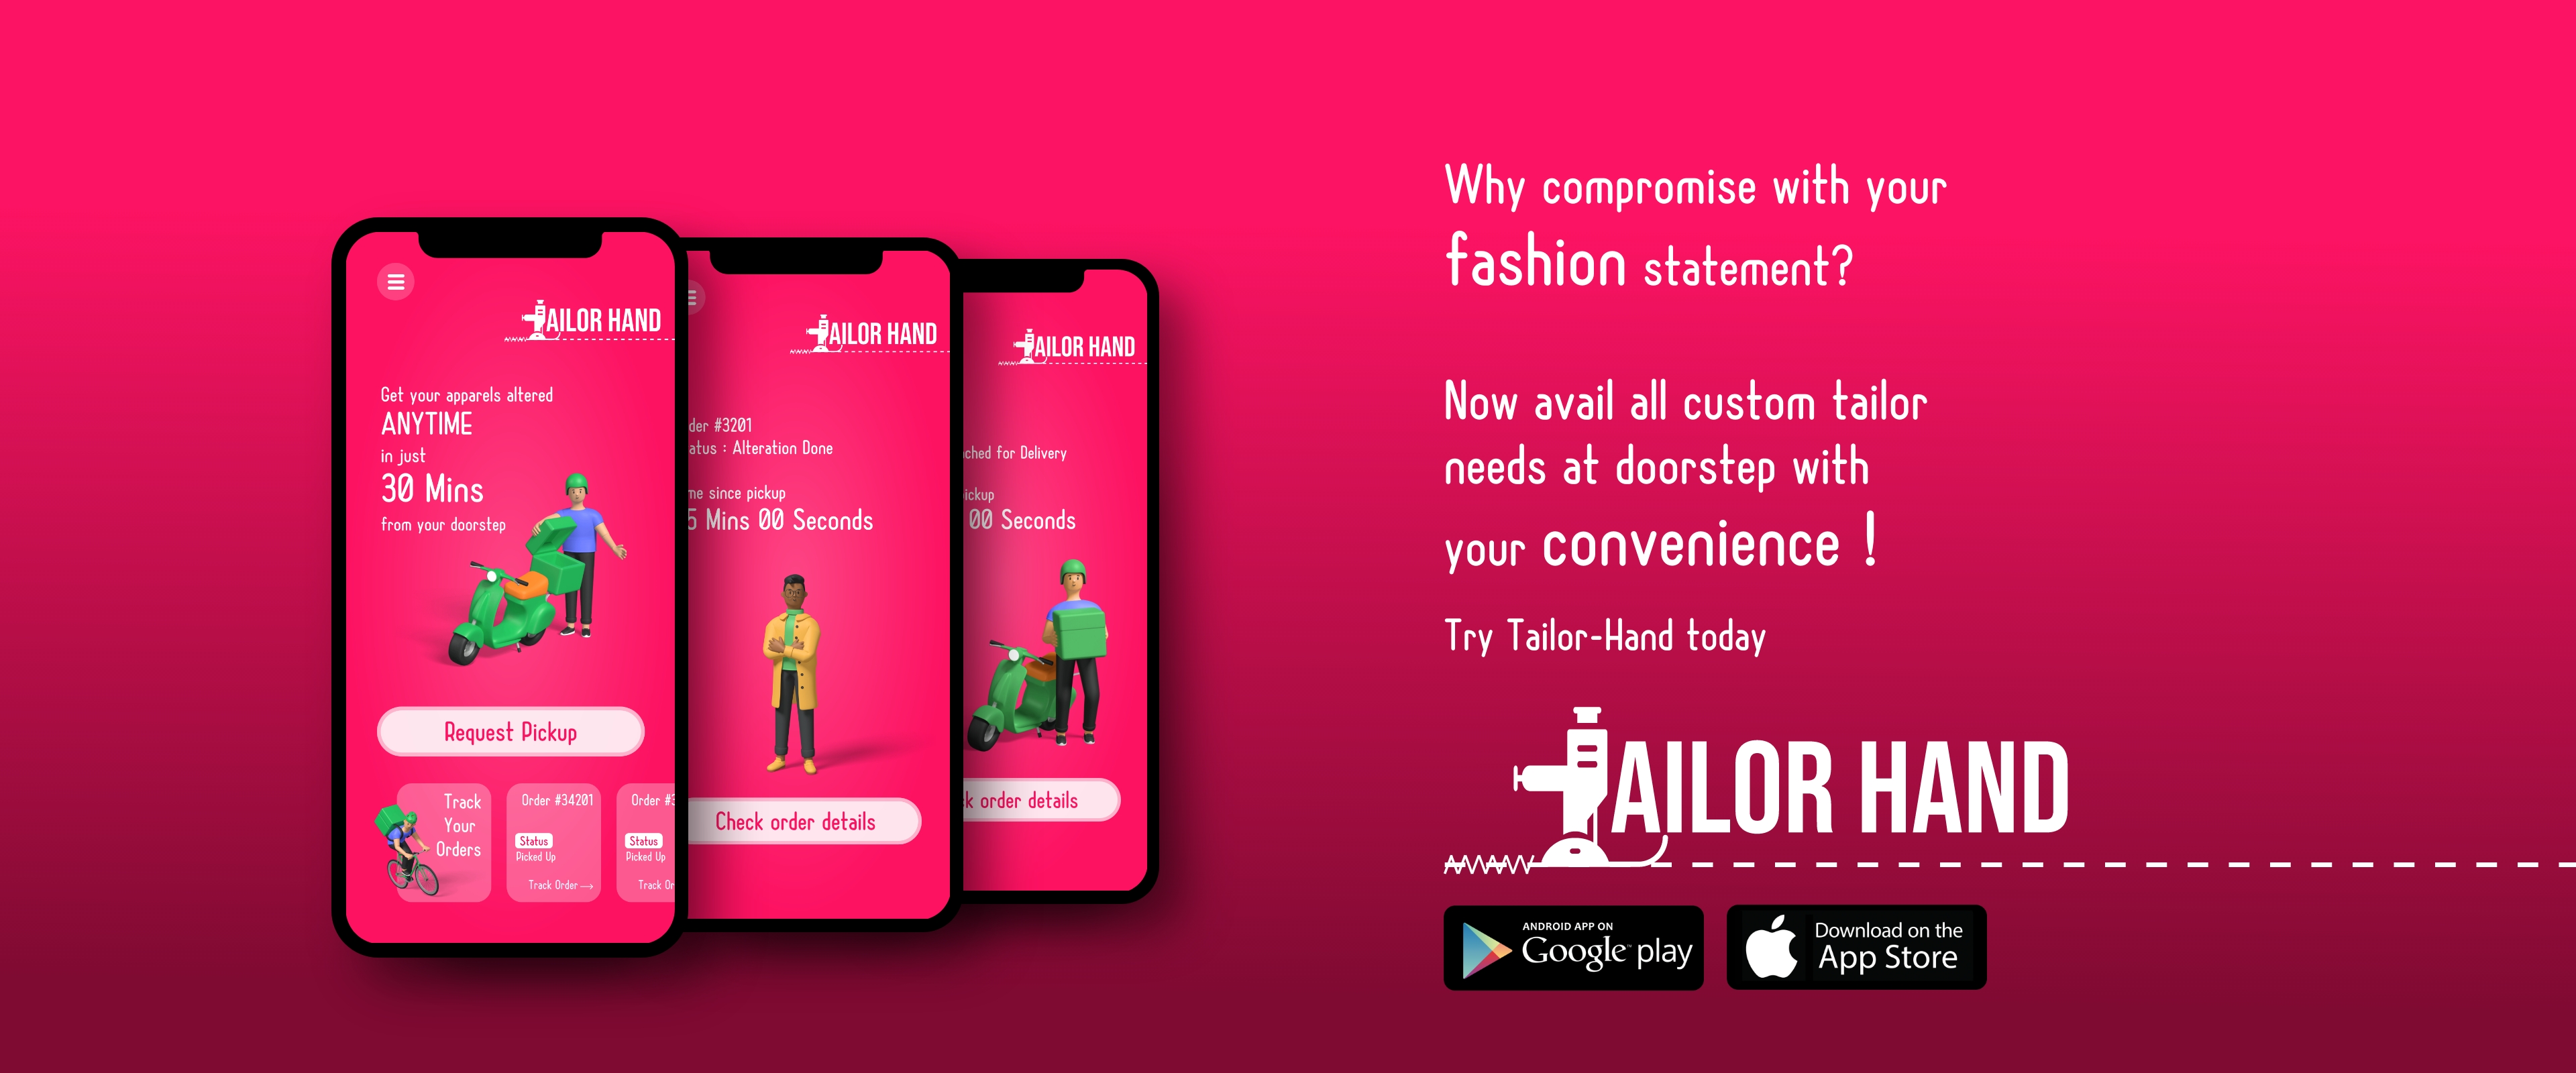 AILOR HAND
Get your apparels altered
ANYTIME
in just
30 Mins
from your doorstep
Request Pickup
Track
Your
Orders
Order #34201
Status
Picked Up
Track Order
Order #3
Status
Picked Up
Track Or
AILOR HAND
der #3201
atus : Alteration Done
me since pickup
5 Mins 00 Seconds
Check order details
AILOR HAND
ched for Delivery
ickup
00 Seconds
k order details
Why compromise with your
fashion statement?
Now avail all custom tailor
needs at doorstep with
your convenience !
Try Tailor-Hand today
AILOR HAND
ANDROID APP ON
Google play
Download on the
App Store